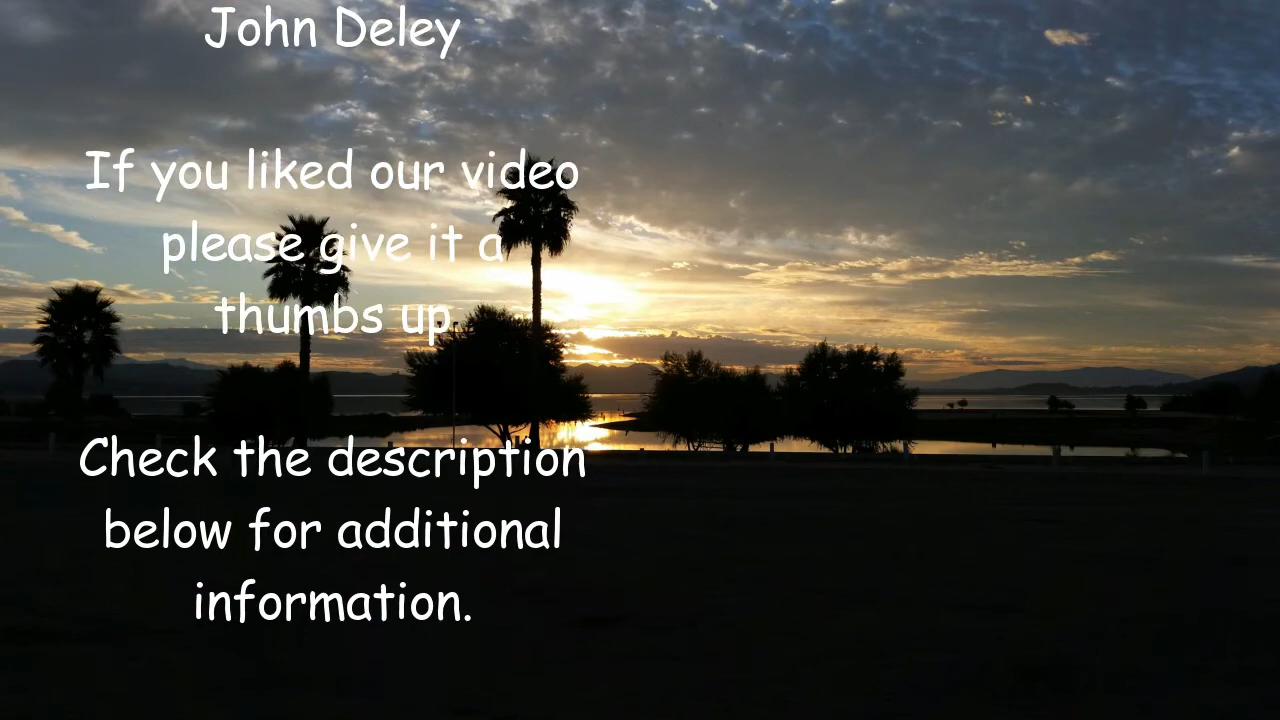 John Deley
If you liked our video
please give it a
thumbs up.
Check the description
below for additional
information.